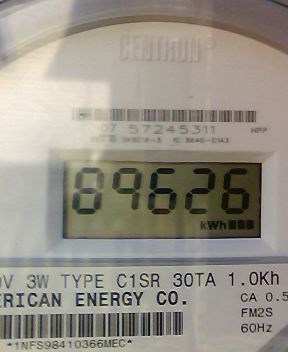 CENTRON®
07 57245311
89626
kWh
0V 3W TYPE C1SR 30TA 1.0Kh
ERICAN ENERGY CO.
CA 0.5
FM2S
60Hz
*1NFS98410366MEC*